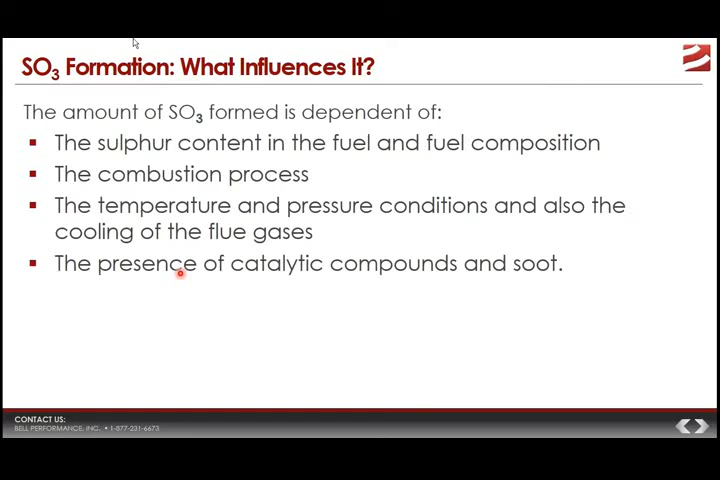 SO₃ Formation: What Influences It?
The amount of SO₃ formed is dependent of:
▪ The sulphur content in the fuel and fuel composition
▪ The combustion process
▪ The temperature and pressure conditions and also the
cooling of the flue gases
▪ The presence of catalytic compounds and soot.
CONTACT US:
BELL PERFORMANCE, INC. • 1-877-231-6673